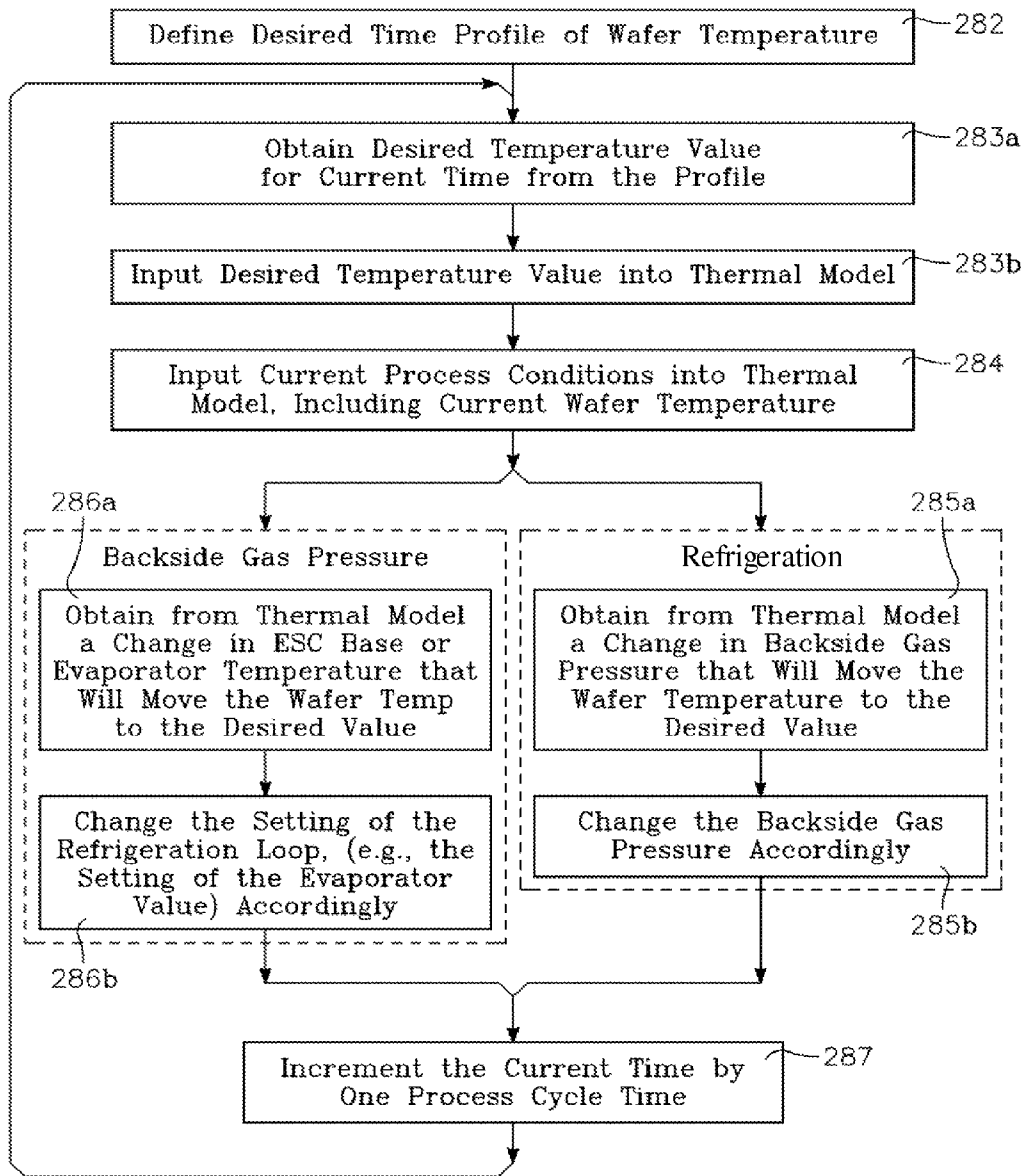 Define Desired Time Profile of Wafer Temperature
282
Obtain Desired Temperature Value
for Current Time from the Profile
283a
Input Desired Temperature Value into Thermal Model
283b
Input Current Process Conditions into Thermal
Model, Including Current Wafer Temperature
284
286a
Backside Gas Pressure
Obtain from Thermal Model
a Change in ESC Base or
Evaporator Temperature that
Will Move the Wafer Temp
to the Desired Value
Change the Setting of the
Refrigeration Loop, (e.g., the
Setting of the Evaporator
Value) Accordingly
286b
285a
Refrigeration
Obtain from Thermal Model
a Change in Backside Gas
Pressure that Will Move the
Wafer Temperature to the
Desired Value
Change the Backside Gas
Pressure Accordingly
285b
Increment the Current Time by
One Process Cycle Time
287